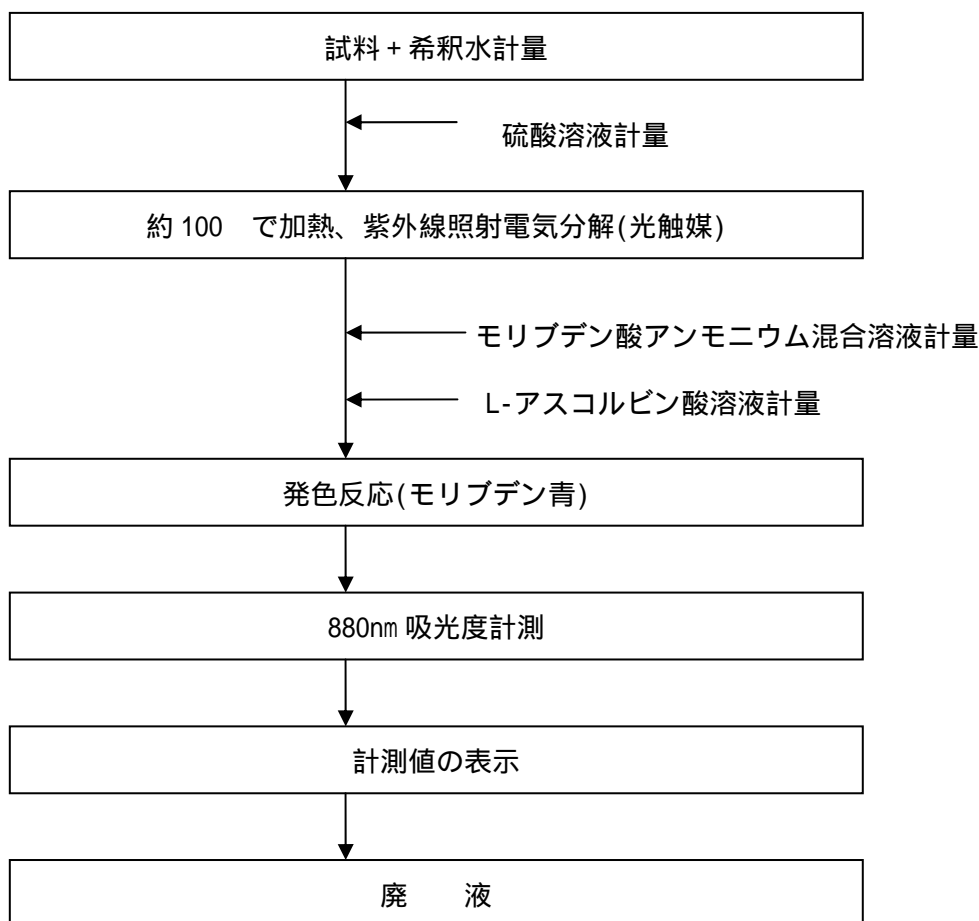 試料+希釈水計量
硫酸溶液計量
約100 で加熱、紫外線照射電気分解(光触媒)
モリブデン酸アンモニウム混合溶液計量
L-アスコルビン酸溶液計量
発色反応(モリブデン青)
880nm 吸光度計測
計測値の表示
廃 液